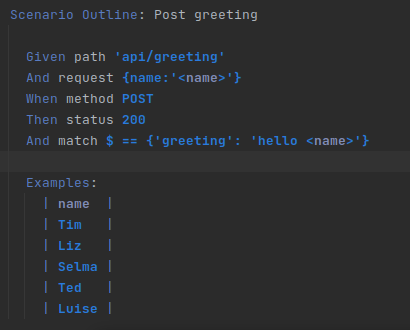 Scenario Outline: Post greeting
Given path 'api/greeting'
And request {name:'<name>'}
When method POST
Then status 200
And match $ == {'greeting': 'hello <name>'}
Examples:
| name |
| Tim |
| Liz |
| Selma |
| Ted |
| Luise |